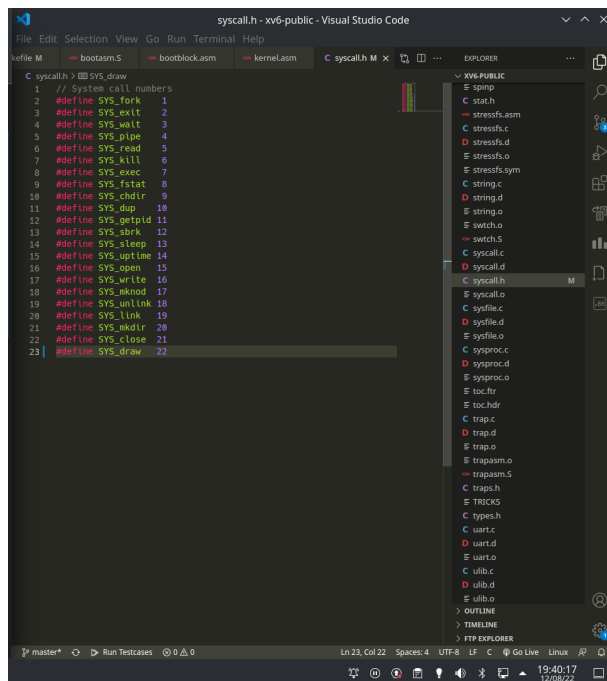 syscall.h - xv6-public - Visual Studio Code
File Edit Selection View Go Run Terminal Help
kefile M bootasm.S bootblock.asm kernel.asm C syscall.h M
EXPLORER
C syscall.h > SYS_draw
1 // System call numbers
2 #define SYS_fork 1
3 #define SYS_exit 2
4 #define SYS_wait 3
5 #define SYS_pipe 4
6 #define SYS_read 5
7 #define SYS_kill 6
8 #define SYS_exec 7
9 #define SYS_fstat 8
10 #define SYS_chdir 9
11 #define SYS_dup 10
12 #define SYS_getpid 11
13 #define SYS_sbrk 12
14 #define SYS_sleep 13
15 #define SYS_uptime 14
16 #define SYS_open 15
17 #define SYS_write 16
18 #define SYS_mknod 17
19 #define SYS_unlink 18
20 #define SYS_link 19
21 #define SYS_mkdir 20
22 #define SYS_close 21
23 #define SYS_draw 22
XV6-PUBLIC
spinp
C stat.h
stressfs.asm
C stressfs.c
D stressfs.d
stressfs.o
stressfs.sym
C string.c
D string.d
string.o
swtch.o
swtch.S
C syscall.c
D syscall.d
C syscall.h M
syscall.o
C sysfile.c
D sysfile.d
sysfile.o
C sysproc.c
D sysproc.d
sysproc.o
toc.ftr
toc.hdr
C trap.c
D trap.d
trap.o
trapasm.o
trapasm.S
C traps.h
TRICKS
C types.h
C uart.c
D uart.d
uart.o
C ulib.c
D ulib.d
ulib.o
OUTLINE
TIMELINE
FTP EXPLORER
master* Run Testcases 0 0 Ln 23, Col 22 Spaces: 4 UTF-8 LF C Go Live Linux
19:40:17
12/08/22